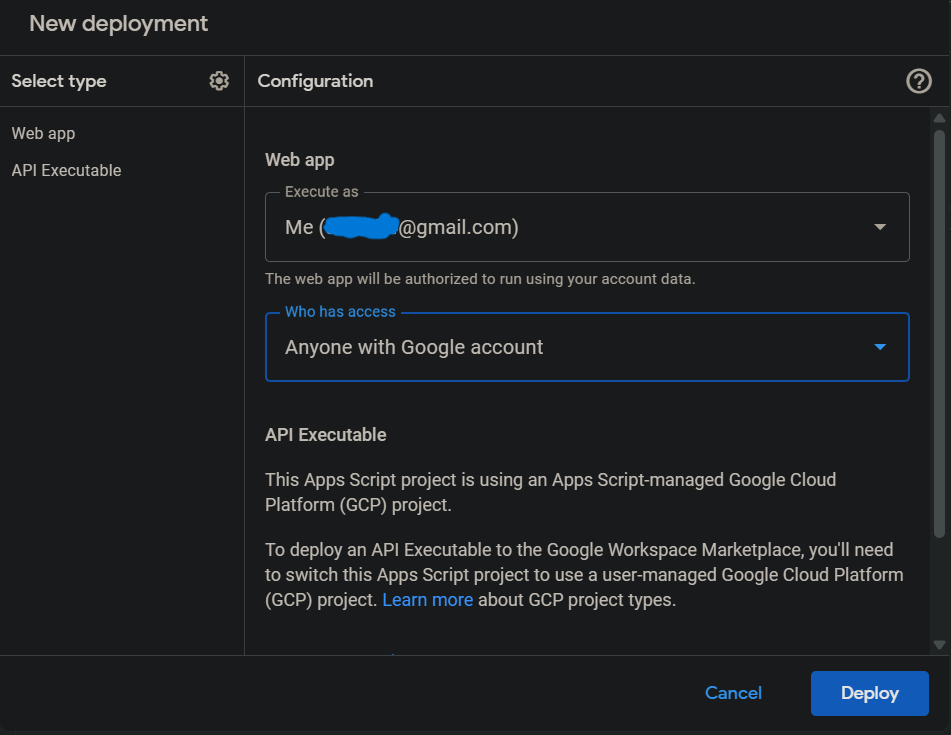 New deployment
Select type
Configuration
Web app
API Executable
Web app
Execute as
Me (
@gmail.com)
The web app will be authorized to run using your account data.
Who has access
Anyone with Google account
API Executable
This Apps Script project is using an Apps Script-managed Google Cloud
Platform (GCP) project.
To deploy an API Executable to the Google Workspace Marketplace, you'll need
to switch this Apps Script project to use a user-managed Google Cloud Platform
(GCP) project. Learn more about GCP project types.
Cancel
Deploy